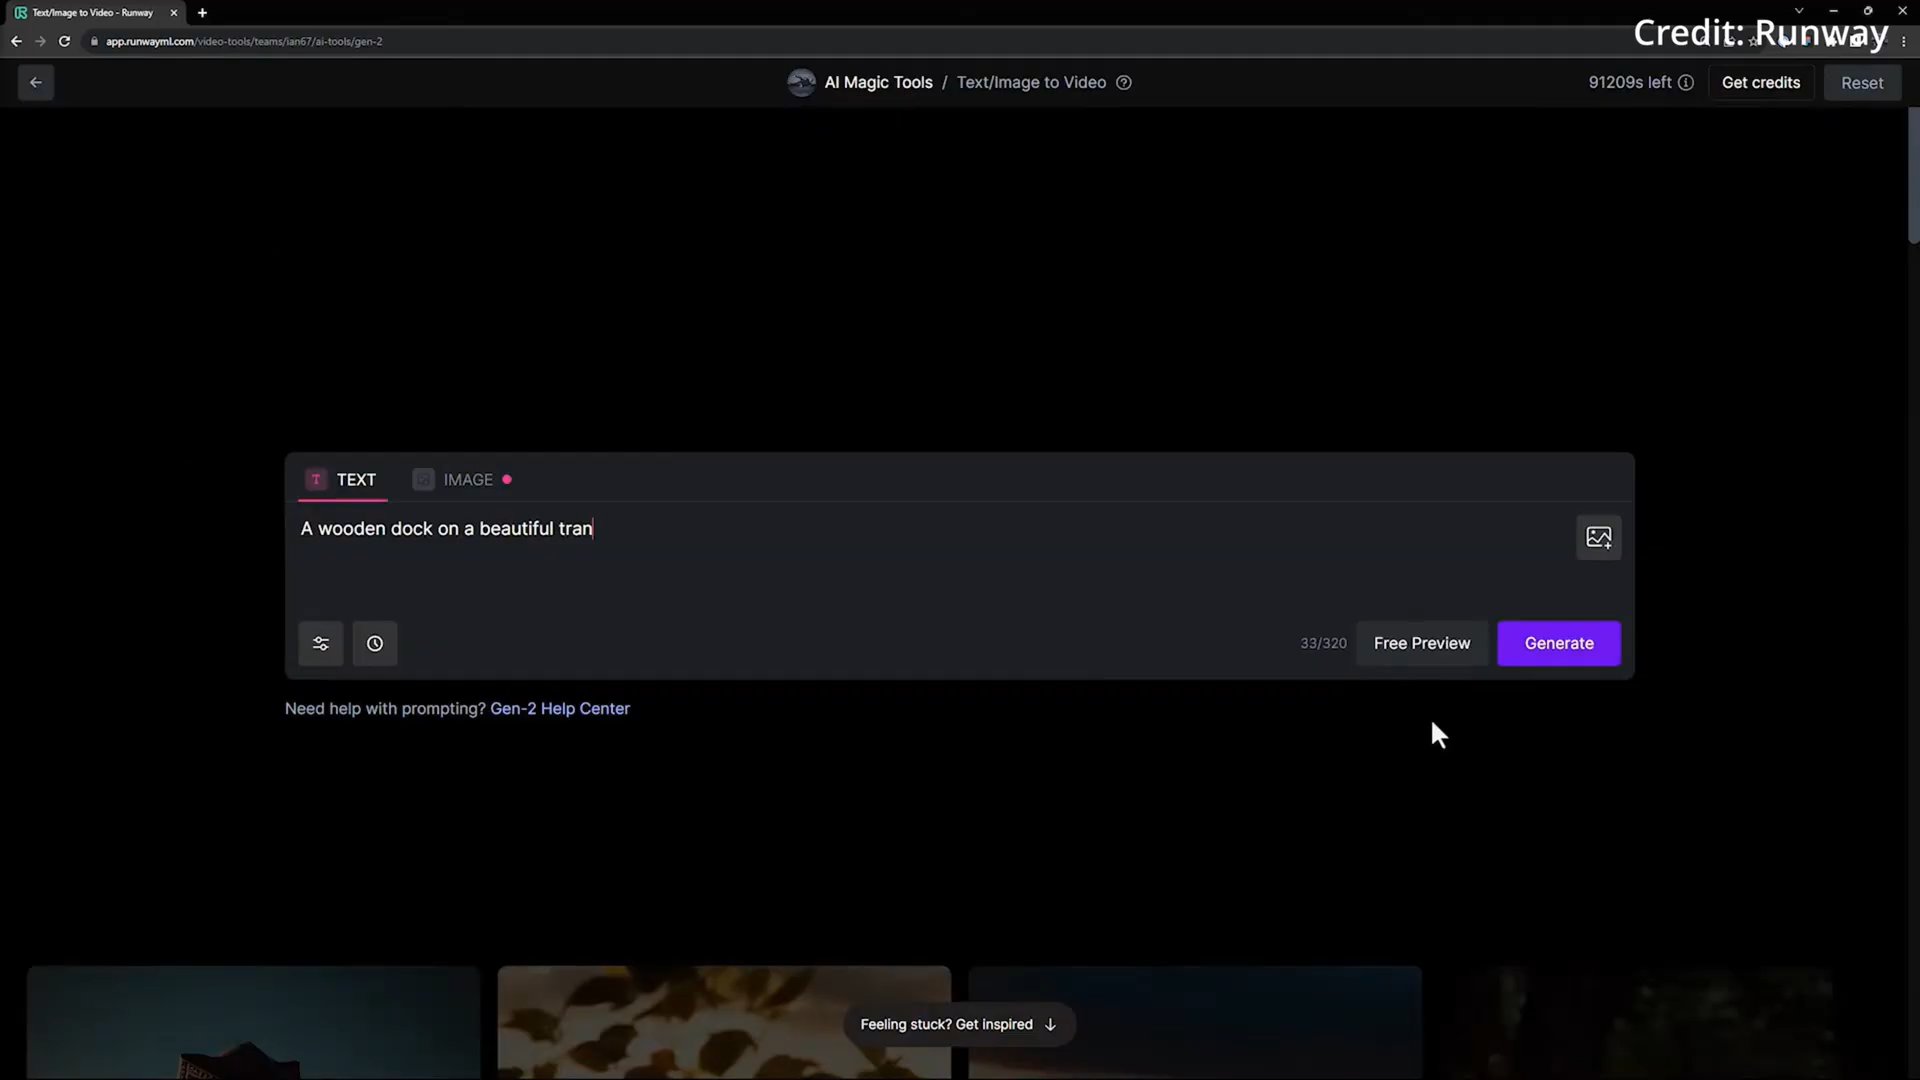 Text/Image to Video - Runway
Credit: Runway
app.runwayml.com/video-tools/teams/ian67/ai-tools/gen-2
AI Magic Tools / Text/Image to Video
91209s left
Get credits
Reset
T TEXT
IMAGE
A wooden dock on a beautiful tran
33/320
Free Preview
Generate
Need help with prompting? Gen-2 Help Center
Feeling stuck? Get inspired ↓